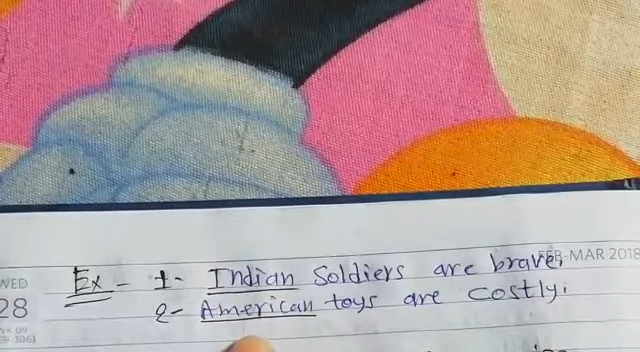 FEB-MAR 2018
WED
28
Ex - 1- Indian Soldiers are brave.
2- American toys are costly.